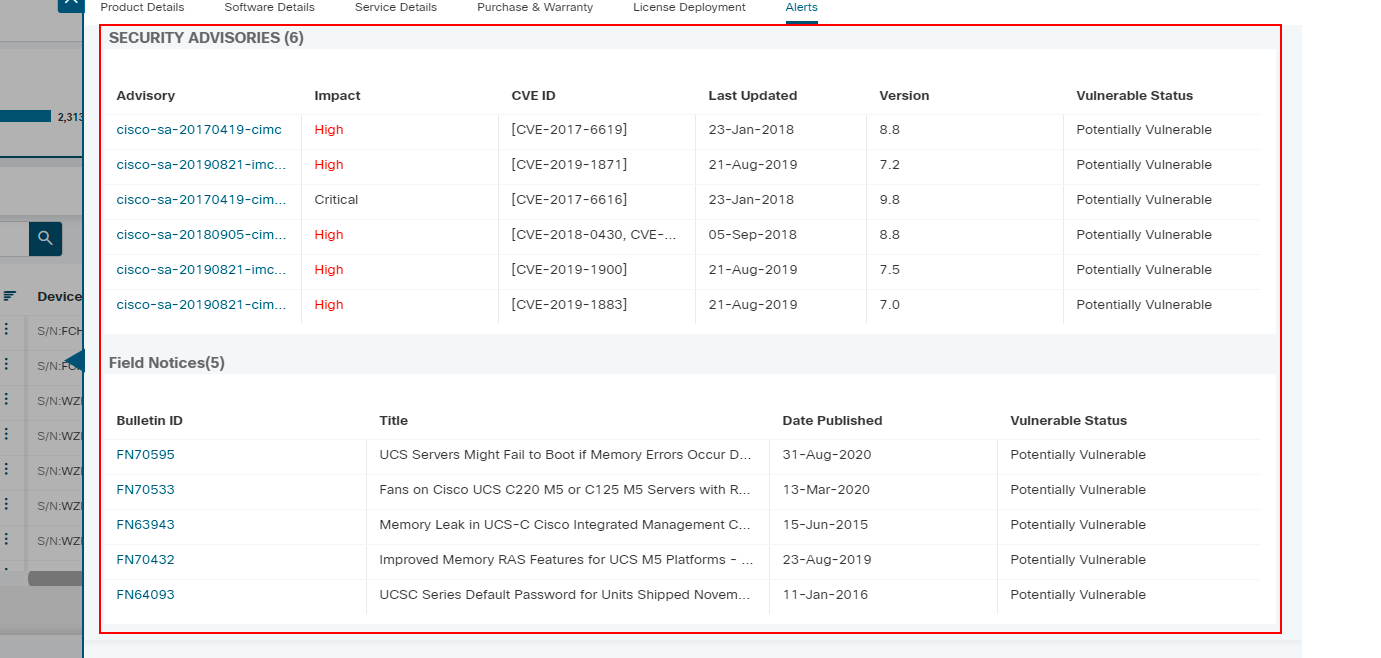 Product Details Software Details Service Details Purchase & Warranty License Deployment Alerts
SECURITY ADVISORIES (6)
Advisory Impact CVE ID Last Updated Version Vulnerable Status
cisco-sa-20170419-cimc High [CVE-2017-6619] 23-Jan-2018 8.8 Potentially Vulnerable
cisco-sa-20190821-imc... High [CVE-2019-1871] 21-Aug-2019 7.2 Potentially Vulnerable
cisco-sa-20170419-cim... Critical [CVE-2017-6616] 23-Jan-2018 9.8 Potentially Vulnerable
cisco-sa-20180905-cim... High [CVE-2018-0430, CVE-... 05-Sep-2018 8.8 Potentially Vulnerable
cisco-sa-20190821-imc... High [CVE-2019-1900] 21-Aug-2019 7.5 Potentially Vulnerable
cisco-sa-20190821-cim... High [CVE-2019-1883] 21-Aug-2019 7.0 Potentially Vulnerable
Field Notices(5)
Bulletin ID Title Date Published Vulnerable Status
FN70595 UCS Servers Might Fail to Boot if Memory Errors Occur D... 31-Aug-2020 Potentially Vulnerable
FN70533 Fans on Cisco UCS C220 M5 or C125 M5 Servers with R... 13-Mar-2020 Potentially Vulnerable
FN63943 Memory Leak in UCS-C Cisco Integrated Management C... 15-Jun-2015 Potentially Vulnerable
FN70432 Improved Memory RAS Features for UCS M5 Platforms - ... 23-Aug-2019 Potentially Vulnerable
FN64093 UCSC Series Default Password for Units Shipped Novem... 11-Jan-2016 Potentially Vulnerable
2,313
Device
S/N:FCH
S/N:
S/N:WZ
S/N:WZ
S/N:WZ
S/N:WZ
S/N:WZ